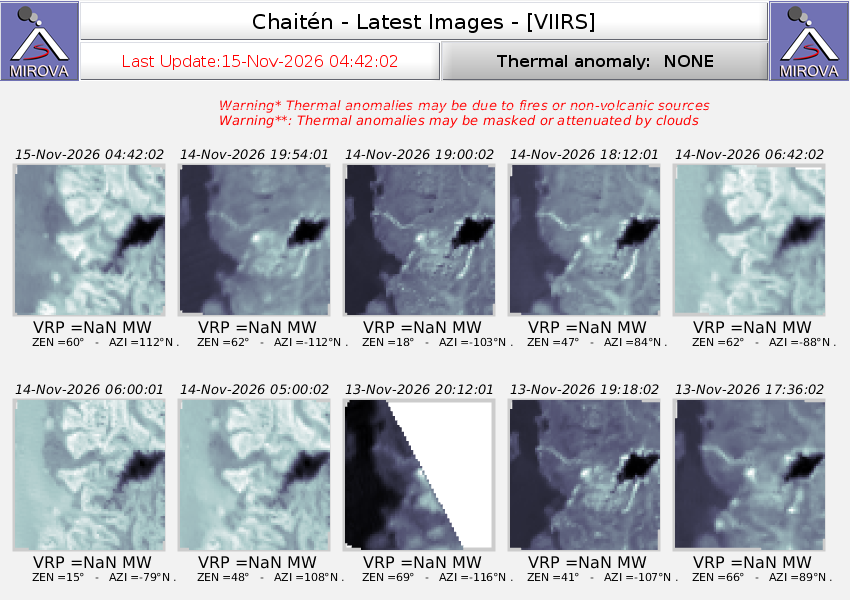 Chaitén - Latest Images - [VIIRS]
MIROVA
MIROVA
Last Update:15-Nov-2026 04:42:02
Thermal anomaly: NONE
Warning* Thermal anomalies may be due to fires or non-volcanic sources
Warning**: Thermal anomalies may be masked or attenuated by clouds
15-Nov-2026 04:42:02
14-Nov-2026 19:54:01
14-Nov-2026 19:00:02
14-Nov-2026 18:12:01
14-Nov-2026 06:42:02
VRP =NaN MW
VRP =NaN MW
VRP =NaN MW
VRP =NaN MW
VRP =NaN MW
ZEN =60° - AZI =112°N .
ZEN =62° - AZI =-112°N .
ZEN =18° - AZI =-103°N .
ZEN =47° - AZI =84°N .
ZEN =62° - AZI =-88°N .
14-Nov-2026 06:00:01
14-Nov-2026 05:00:02
13-Nov-2026 20:12:01
13-Nov-2026 19:18:02
13-Nov-2026 17:36:02
VRP =NaN MW
VRP =NaN MW
VRP =NaN MW
VRP =NaN MW
VRP =NaN MW
ZEN =15° - AZI =-79°N .
ZEN =48° - AZI =108°N .
ZEN =69° - AZI =-116°N .
ZEN =41° - AZI =-107°N .
ZEN =66° - AZI =89°N .